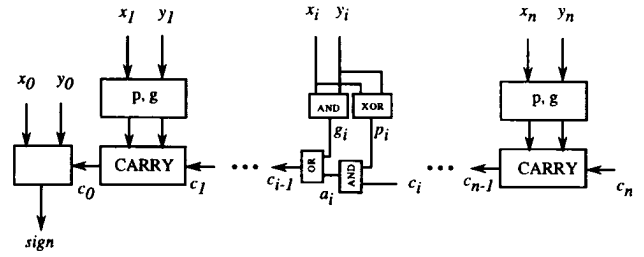 x1 y1 xi yi xn yn
x0 y0
p, g AND XOR p, g
gi pi
CARRY OR AND CARRY
c0 c1 ci-1 ai ci cn-1 cn
sign